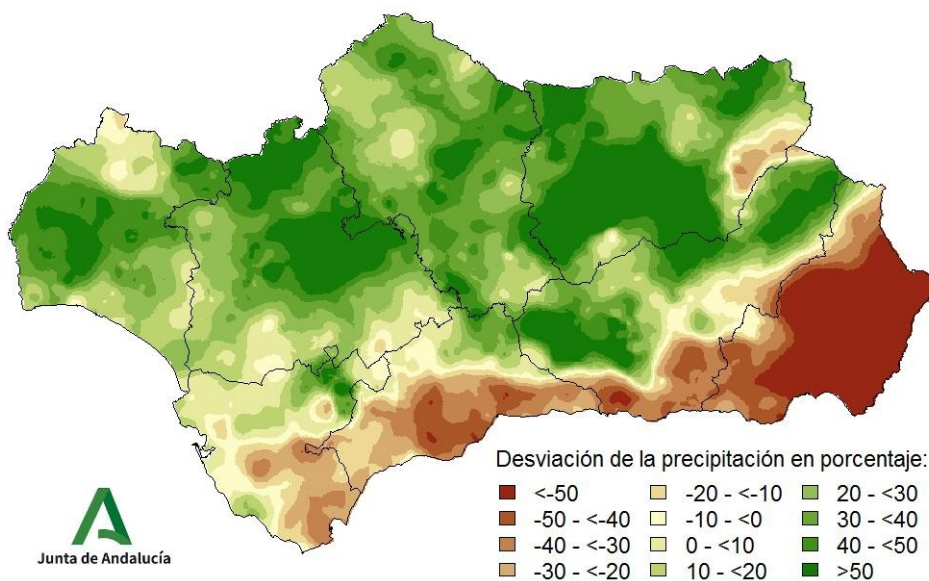 Desviación de la precipitación en porcentaje:
<-50
-50 - <-40
-40 - <-30
-30 - <-20
-20 - <-10
-10 - <0
0 - <10
10 - <20
20 - <30
30 - <40
40 - <50
>50
Junta de Andalucía